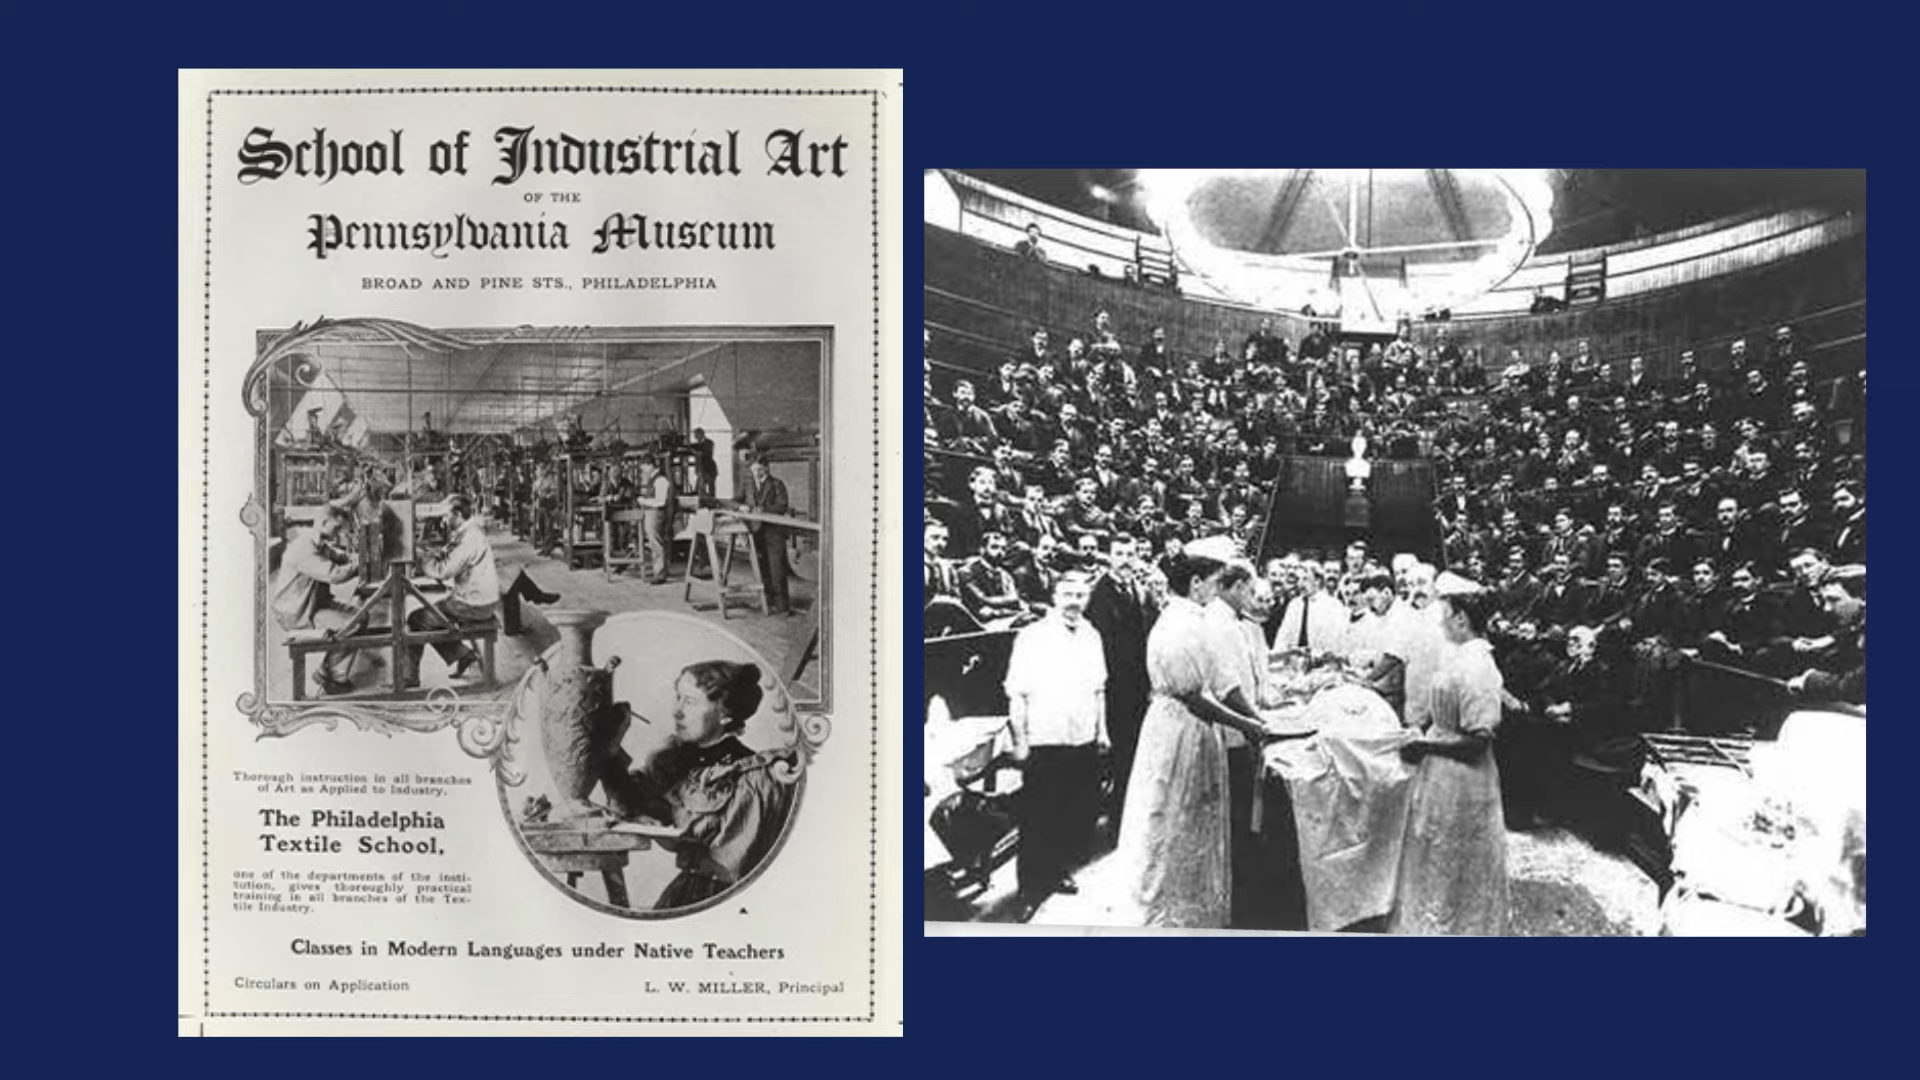 School of Industrial Art
OF THE
Pennsylvania Museum
BROAD AND PINE STS., PHILADELPHIA
Thorough instruction in all branches
of Art as Applied to Industry.
The Philadelphia
Textile School,
one of the departments of the insti-
tution, gives thoroughly practical
training in all branches of the Tex-
tile Industry.
Classes in Modern Languages under Native Teachers
Circulars on Application
L. W. MILLER, Principal